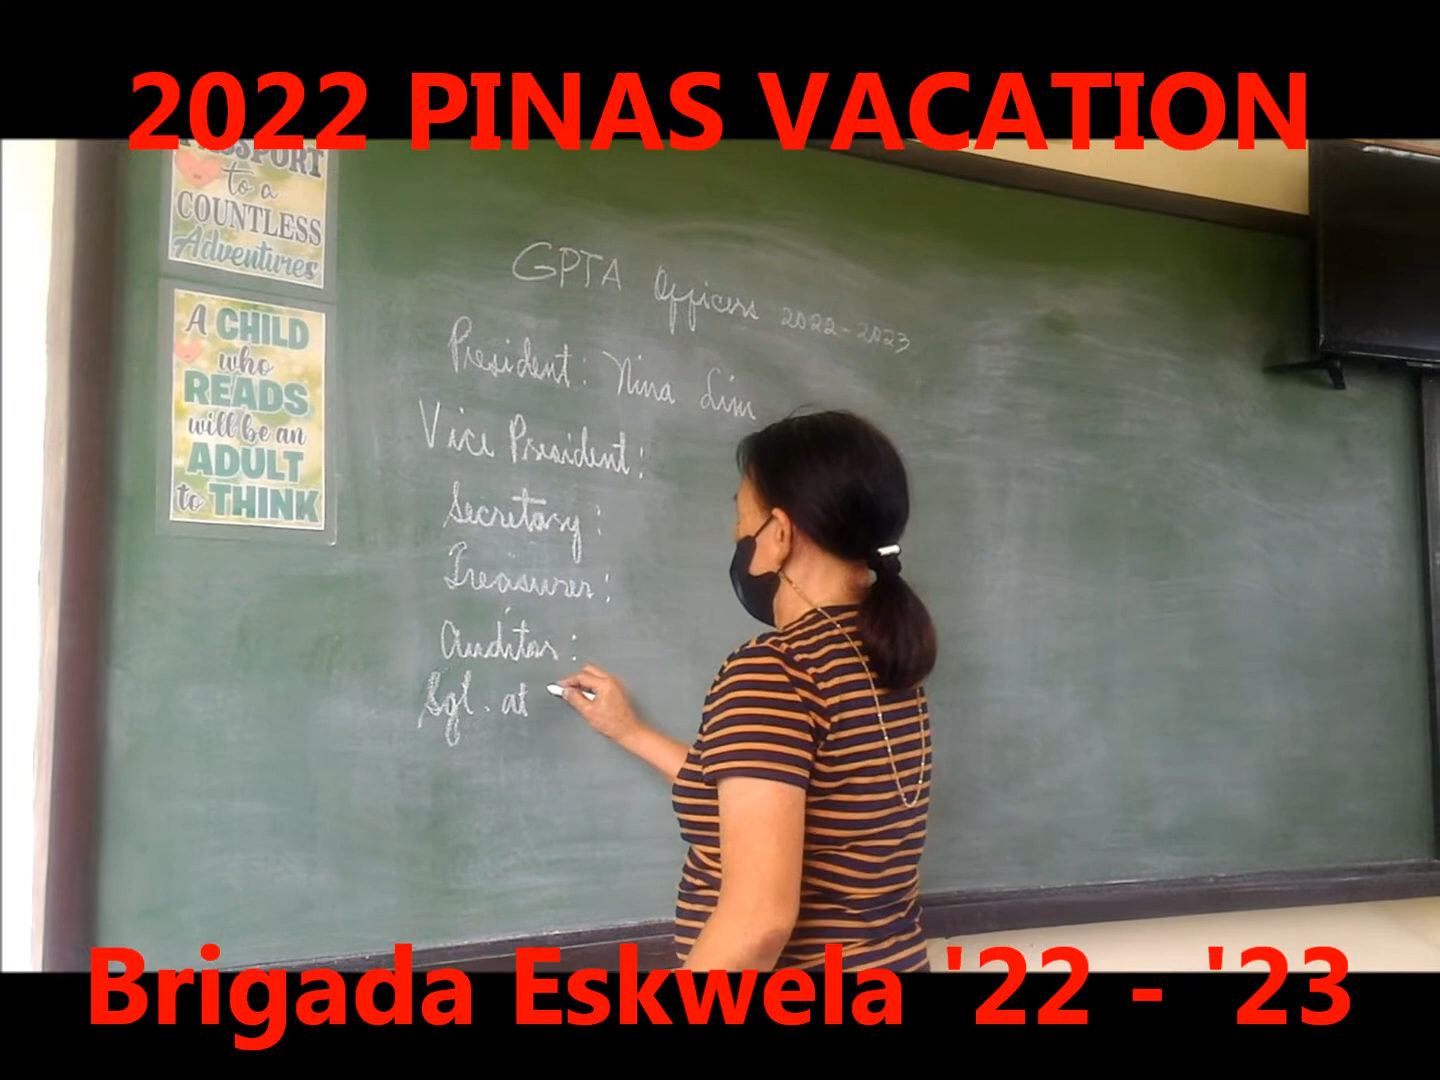 2022 PINAS VACATION
PASSPORT
to a
COUNTLESS
Adventures
A CHILD
who
READS
will be an
ADULT
to THINK
GPTA Officers 2022-2023
President: Nina Lim
Vice President:
Secretary:
Treasurer:
Auditor:
Sgt. at
Brigada Eskwela '22 - '23